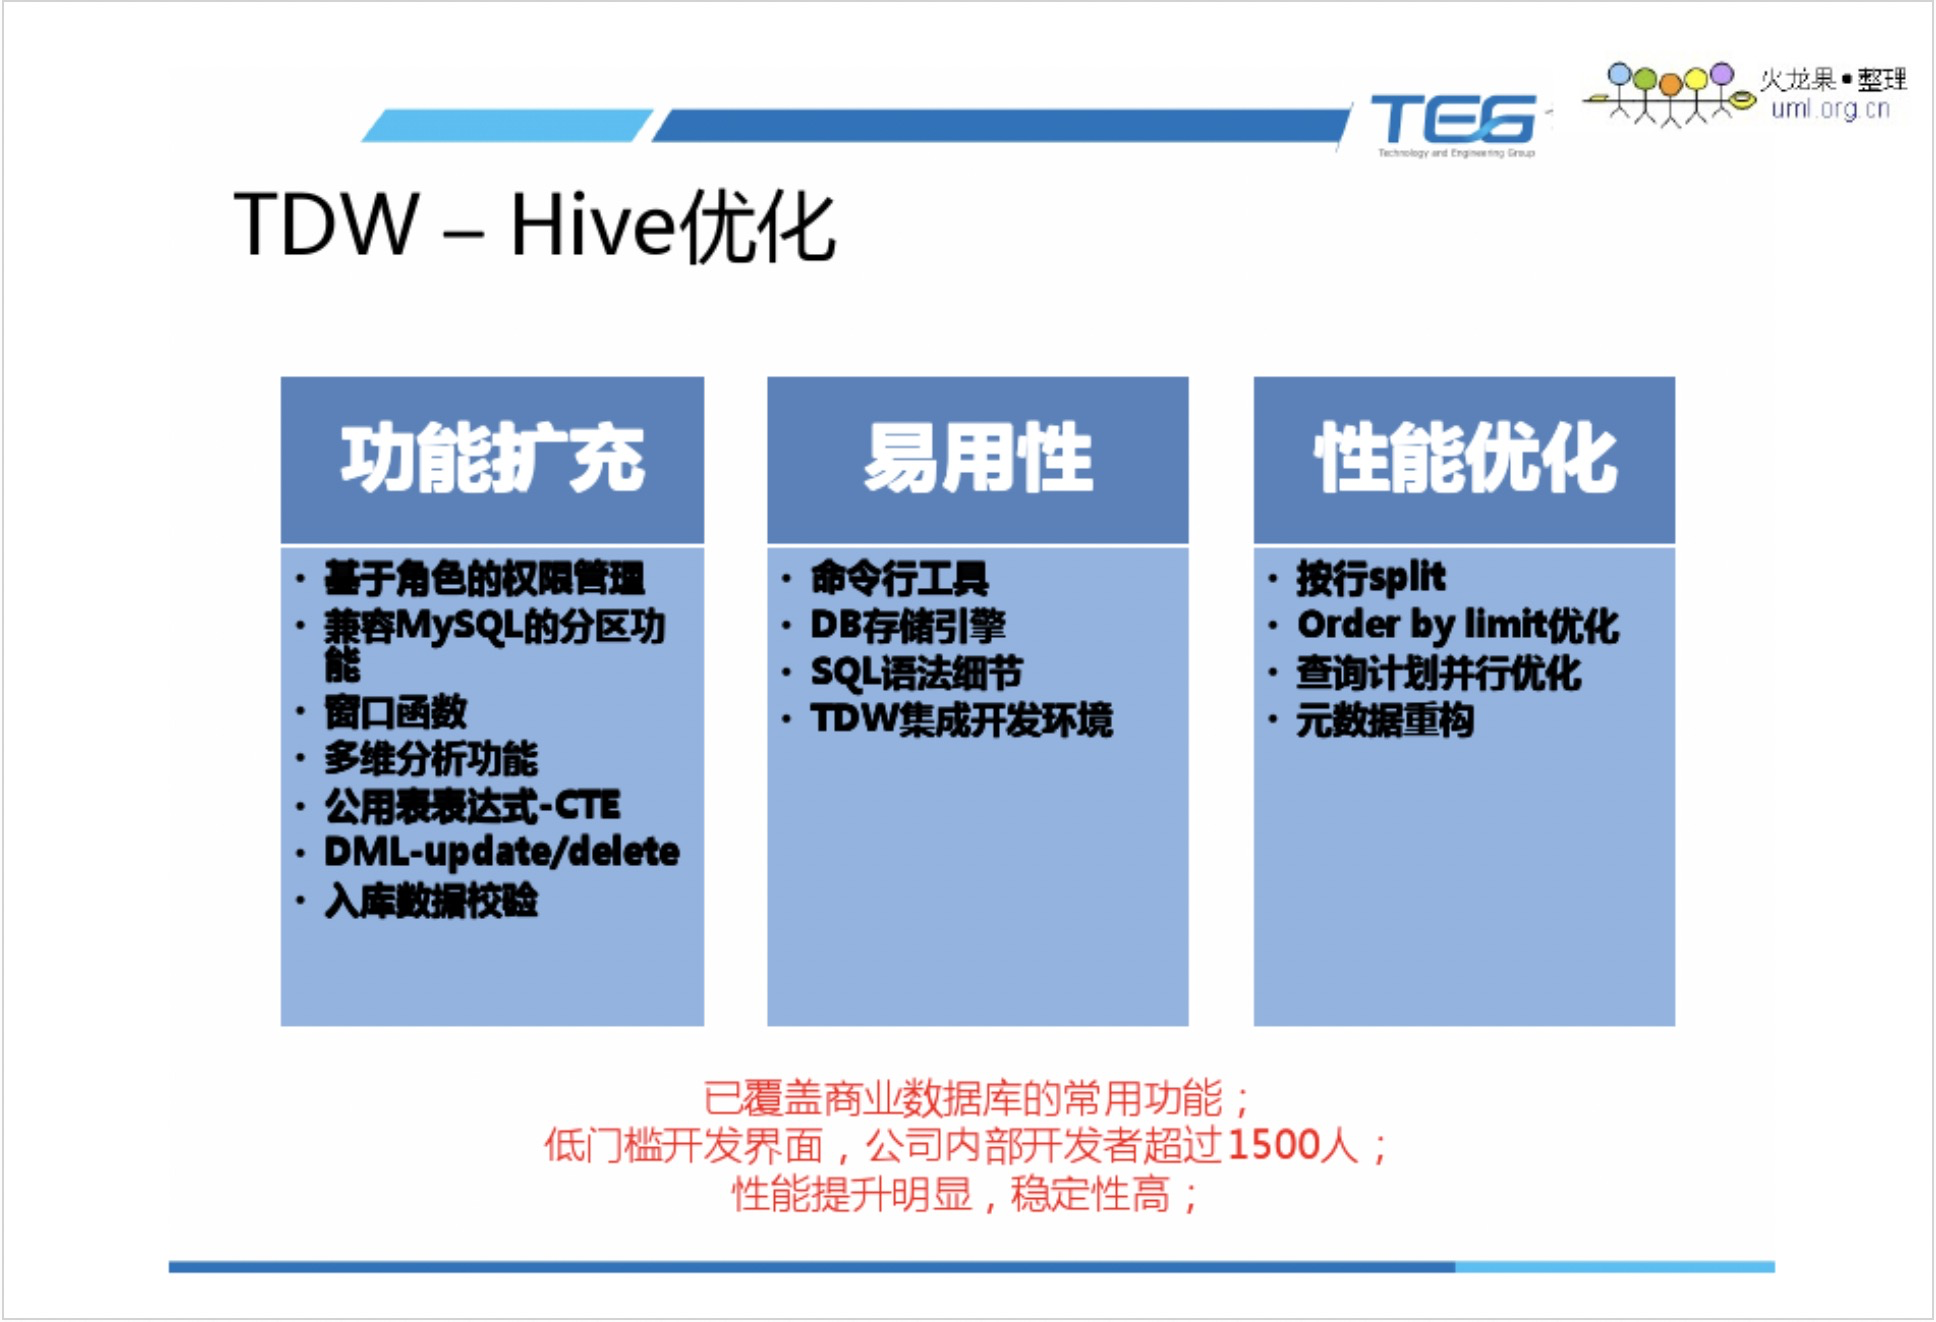 火龙果•整理
uml.org.cn
TEG
Technology and Engineering Group
TDW – Hive优化
功能扩充
• 基于角色的权限管理
• 兼容MySQL的分区功
能
• 窗口函数
• 多维分析功能
• 公用表表达式-CTE
• DML-update/delete
• 入库数据校验
易用性
• 命令行工具
• DB存储引擎
• SQL语法细节
• TDW集成开发环境
性能优化
• 按行split
• Order by limit优化
• 查询计划并行优化
• 元数据重构
已覆盖商业数据库的常用功能；
低门槛开发界面，公司内部开发者超过1500人；
性能提升明显，稳定性高；